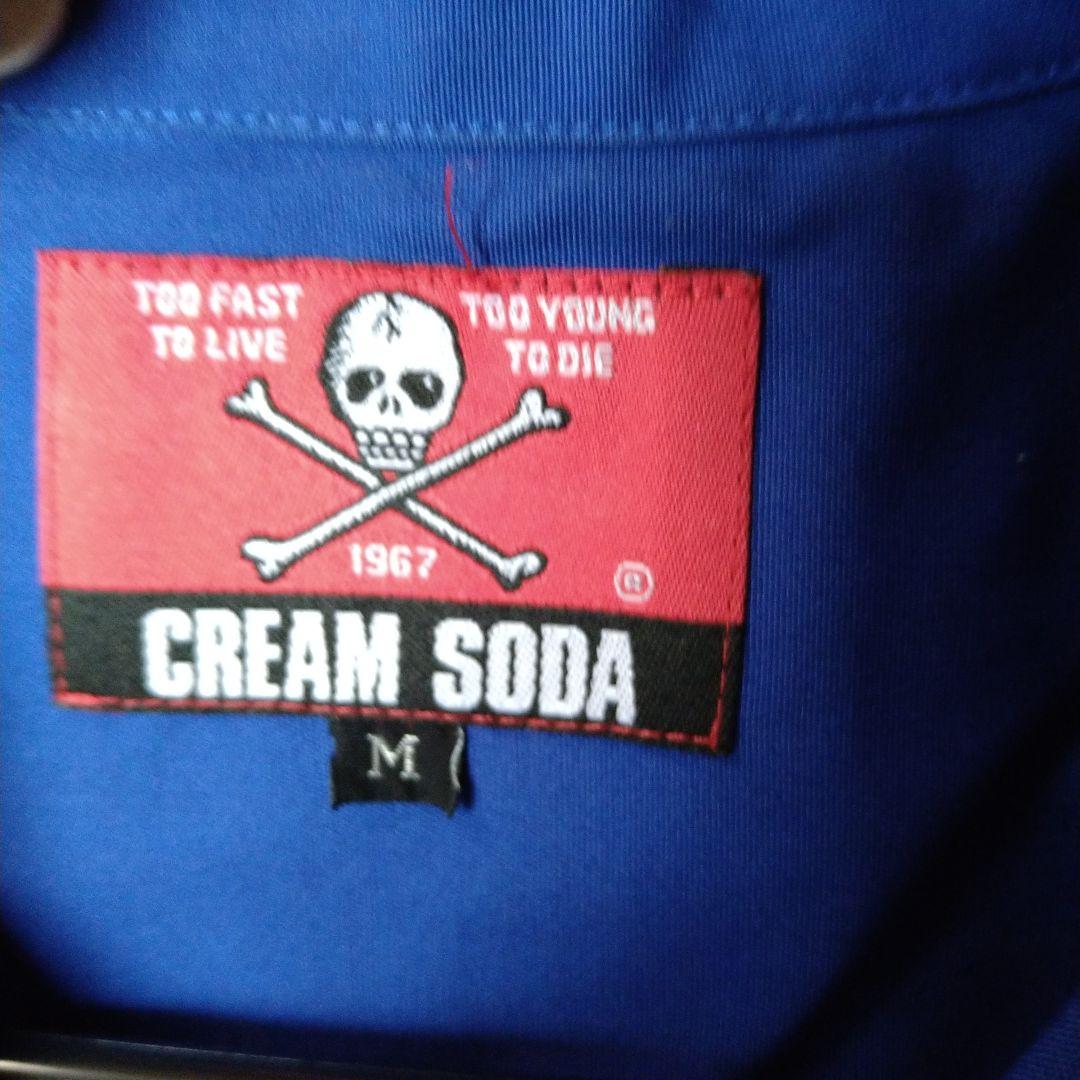 TOO FAST
TO LIVE
TOO YOUNG
TO DIE
1967
®
CREAM SODA
M